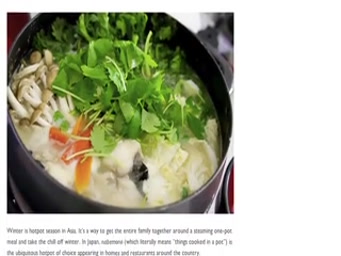 Winter is hotpot season in Asia. It's a way to get the entire family together around a steaming one-pot
meal and take the chill off winter. In Japan, nabemono (which literally means "things cooked in a pot") is
the ubiquitous hotpot of choice appearing in homes and restaurants around the country.